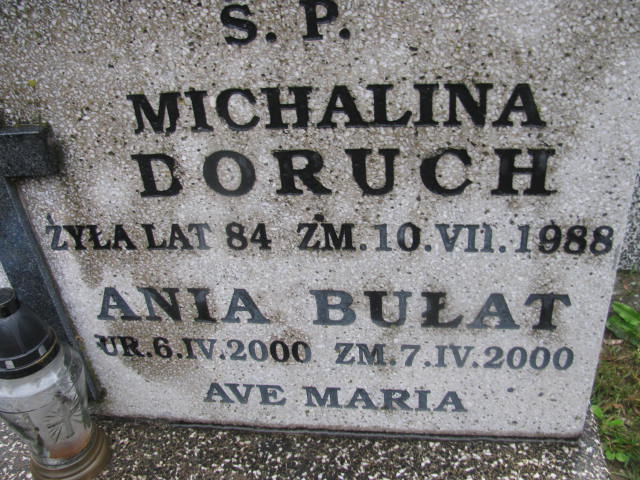 S. P.
MICHALINA
DORUCH
ŻYŁA LAT 84 ZM. 10. VII. 1988
ANIA BUŁAT
UR. 6. IV. 2000 ZM. 7. IV. 2000
AVE MARIA